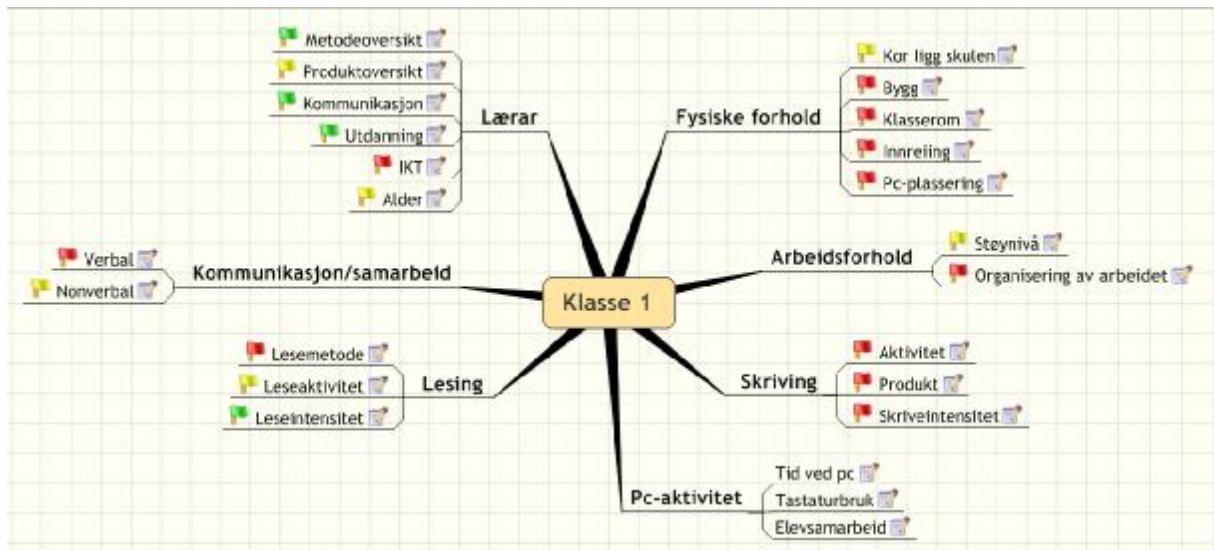 Metodeoversikt
Produktoversikt
Kommunikasjon
Utdanning
IKT
Alder
Lærar
Fysiske forhold
Kor ligg skulen
Bygg
Klasserom
Innreiing
Pc-plassering
Verbal
Nonverbal
Kommunikasjon/samarbeid
Klasse 1
Arbeidsforhold
Støynivå
Organisering av arbeidet
Lesemetode
Leseaktivitet
Leseintensitet
Lesing
Skriving
Aktivitet
Produkt
Skriveintensitet
Pc-aktivitet
Tid ved pc
Tastaturbruk
Elevsamarbeid